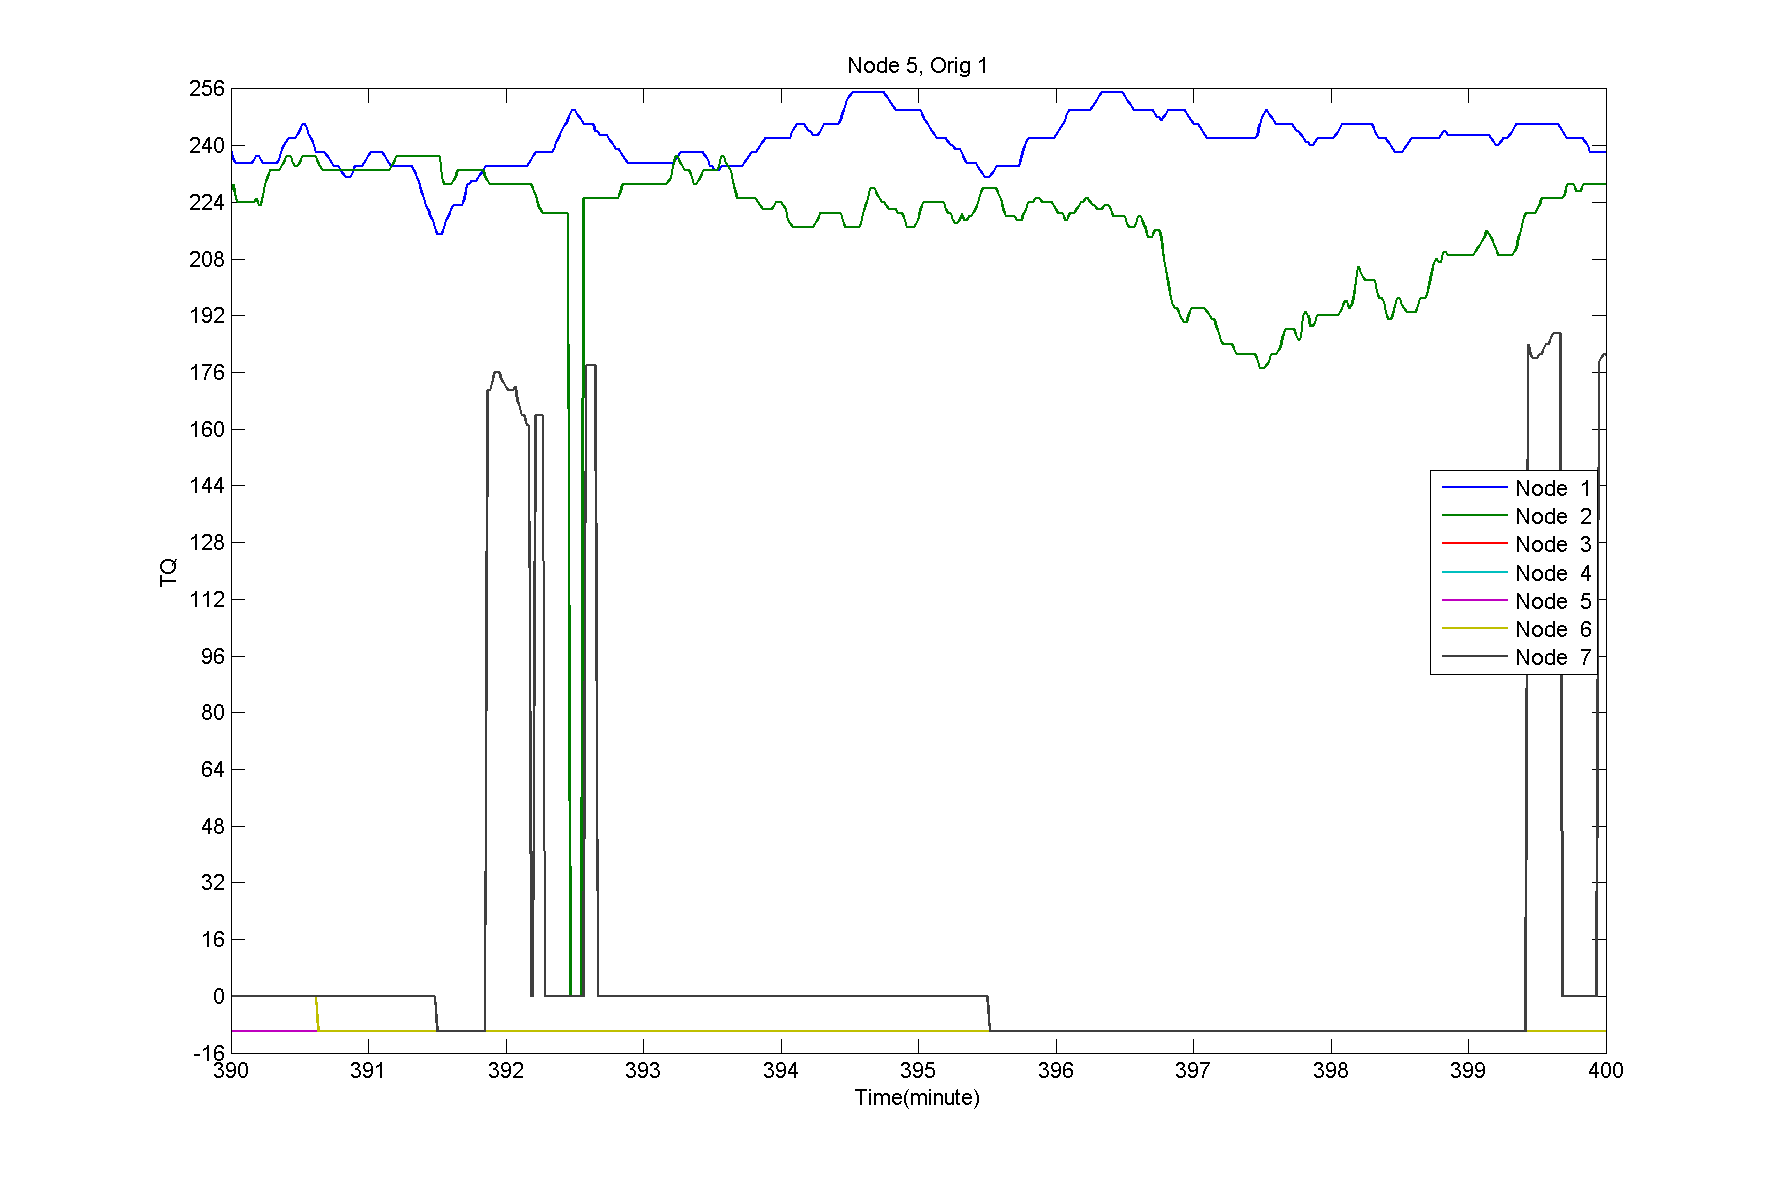 Node 5, Orig 1
256
240
224
208
192
176
160
144
128
112
96
80
64
48
32
16
0
-16
TQ
390 391 392 393 394 395 396 397 398 399 400
Time(minute)
Node 1
Node 2
Node 3
Node 4
Node 5
Node 6
Node 7